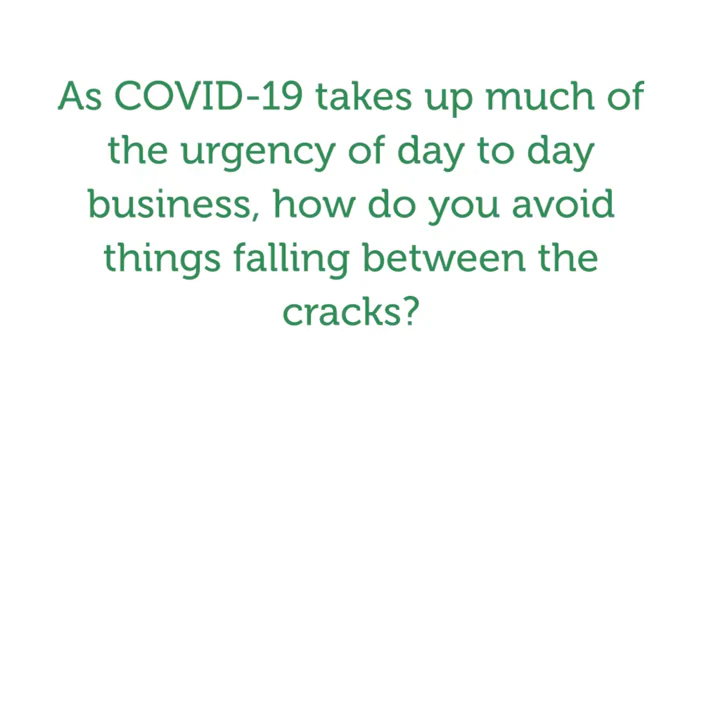 As COVID-19 takes up much of
the urgency of day to day
business, how do you avoid
things falling between the
cracks?